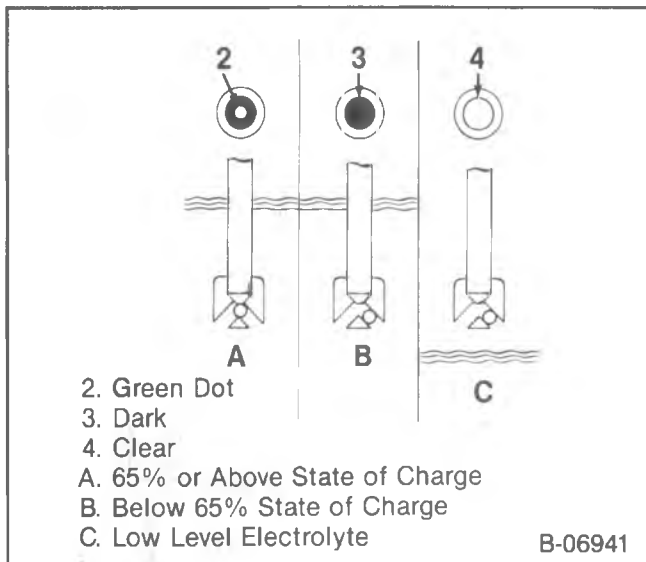 2 3 4
A B
C
2. Green Dot
3. Dark
4. Clear
A. 65% or Above State of Charge
B. Below 65% State of Charge
C. Low Level Electrolyte
B-06941